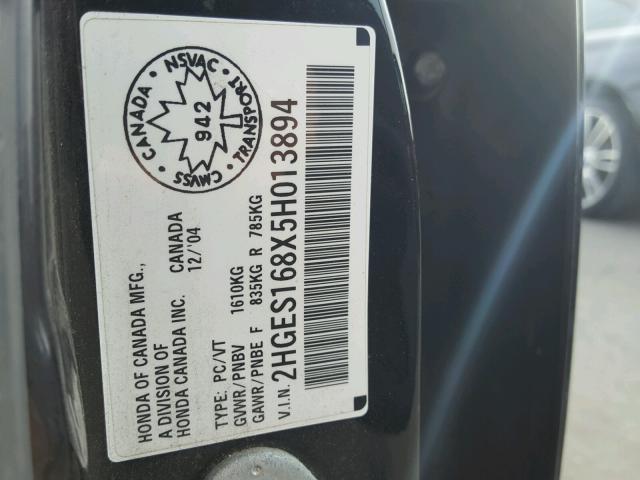 HONDA OF CANADA MFG.,
A DIVISION OF
HONDA CANADA INC. CANADA
12/'04
TYPE: PC/VT
GVWR/PNBV 1610KG
GAWR/PNBE F 835KG R 785KG
V.I.N. 2HGES168X5H013894
CANADA NSVAC TRANSPORT CMVSS
942